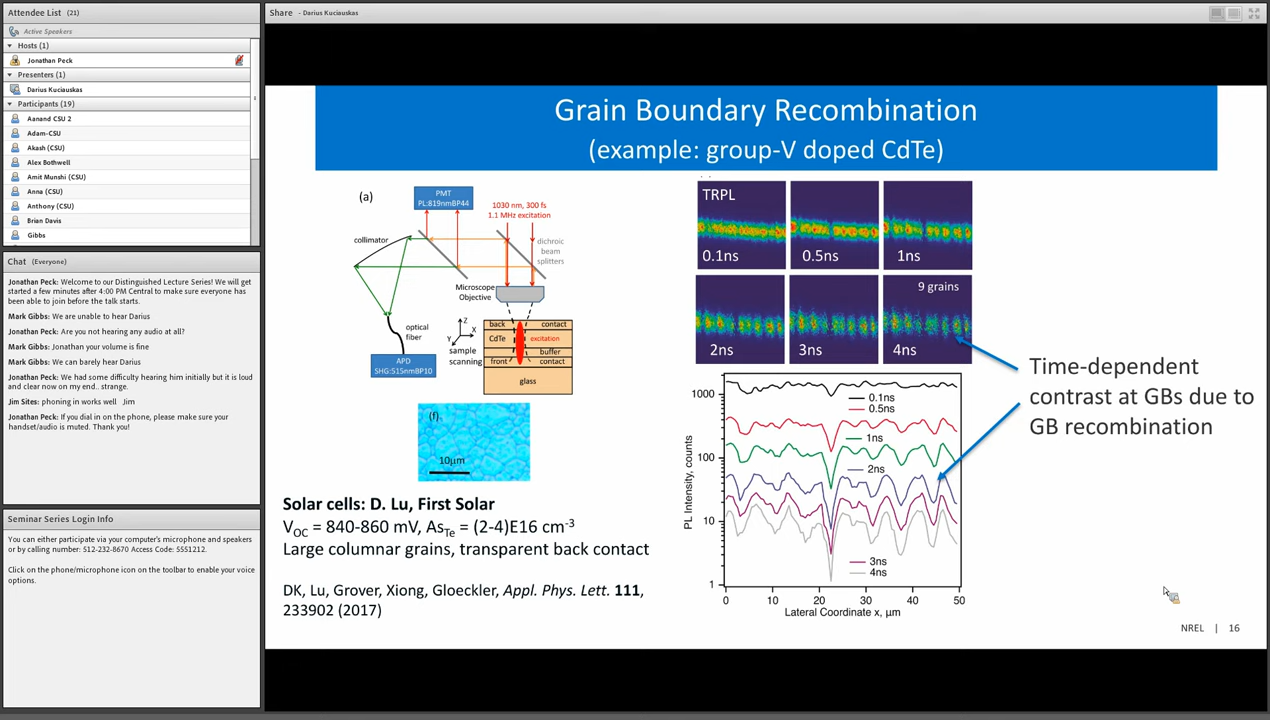 Attendee List (21)
Active Speakers
Hosts (1)
Jonathan Peck
Presenters (1)
Darius Kuciauskas
Participants (19)
Aanand CSU 2
Adam-CSU
Akash (CSU)
Alex Bothwell
Amit Munshi (CSU)
Anna (CSU)
Anthony (CSU)
Brian Davis
Gibbs
Chat (Everyone)
Jonathan Peck: Welcome to our Distinguished Lecture Series! We will get
started a few minutes after 4:00 PM Central to make sure everyone has
been able to join before the talk starts.
Mark Gibbs: We are unable to hear Darius
Jonathan Peck: Are you not hearing any audio at all?
Mark Gibbs: Jonathan your volume is fine
Mark Gibbs: We can barely hear Darius
Jonathan Peck: We had some difficulty hearing him initially but it is loud
and clear now on my end.. strange.
Jim Sites: phoning in works well Jim
Jonathan Peck: If you dial in on the phone, please make sure your
handset/audio is muted. Thank you!
Seminar Series Login Info
You can either participate via your computer's microphone and speakers
or by calling number: 512-232-8670 Access Code: 5551212.
Click on the phone/microphone icon on the toolbar to enable your voice
options.
Share - Darius Kuciauskas
Grain Boundary Recombination
(example: group-V doped CdTe)
(a)
PMT
PL:819nmBP44
1030 nm, 300 fs
1.1 MHz excitation
collimator
dichroic
beam
splitters
Microscope
Objective
optical
fiber
Z
X
Y
sample
scanning
APD
SHG:515nmBP10
back contact
CdTe excitation
buffer
front contact
glass
(f)
10μm
Solar cells: D. Lu, First Solar
VOC = 840-860 mV, AsTe = (2-4)E16 cm-3
Large columnar grains, transparent back contact
DK, Lu, Grover, Xiong, Gloeckler, Appl. Phys. Lett. 111,
233902 (2017)
TRPL
0.1ns
0.5ns
1ns
9 grains
2ns
3ns
4ns
Time-dependent
contrast at GBs due to
GB recombination
PL Intensity, counts
1000
100
10
1
0.1ns
0.5ns
1ns
2ns
3ns
4ns
0 10 20 30 40 50
Lateral Coordinate x, μm
NREL | 16